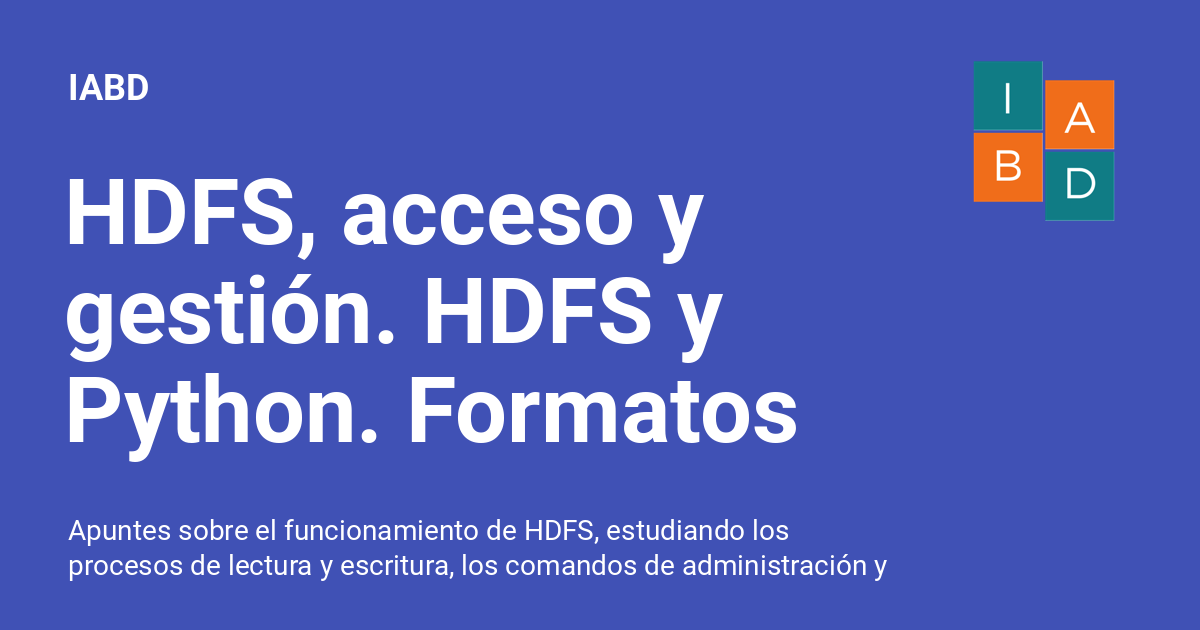 IABD
I
A
B
D
HDFS, acceso y
gestión. HDFS y
Python. Formatos
Apuntes sobre el funcionamiento de HDFS, estudiando los
procesos de lectura y escritura, los comandos de administración y